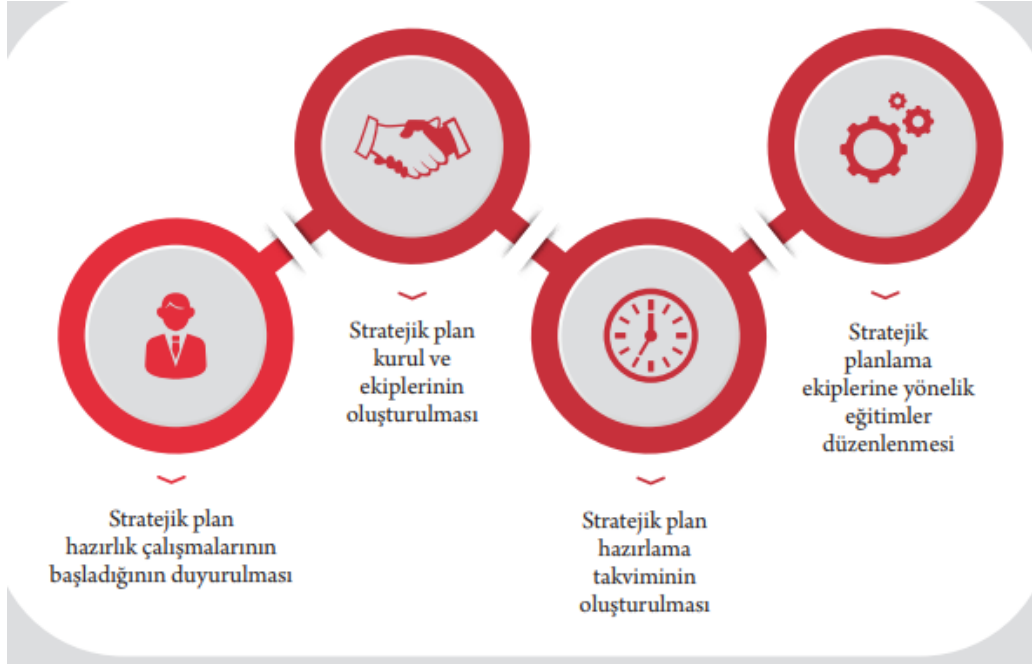 Stratejik plan
hazırlık çalışmalarının
başladığının duyurulması
Stratejik plan
kurul ve
ekiplerinin
oluşturulması
Stratejik plan
hazırlama
takviminin
oluşturulması
Stratejik
planlama
ekiplerine yönelik
eğitimler
düzenlenmesi